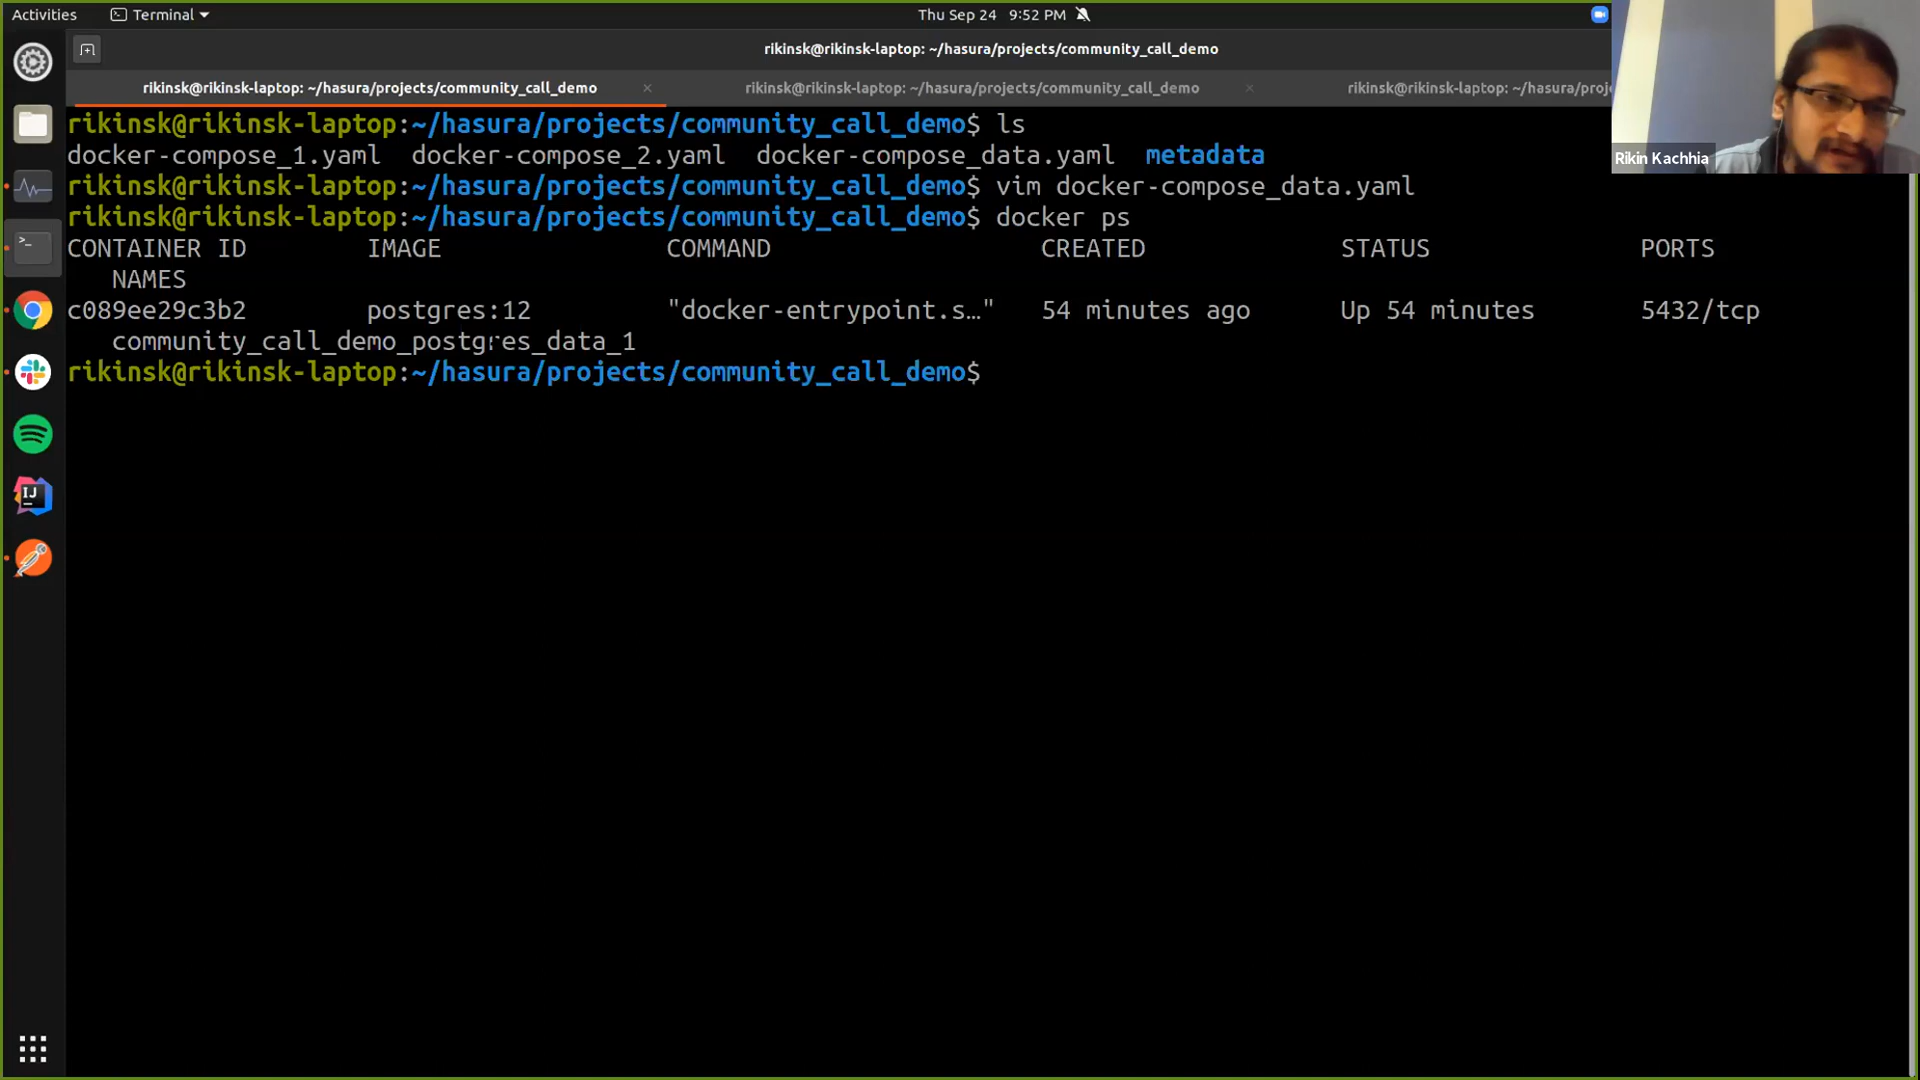 Activities
Terminal
Thu Sep 24 9:52 PM
rikinsk@rikinsk-laptop: ~/hasura/projects/community_call_demo
rikinsk@rikinsk-laptop: ~/hasura/projects/community_call_demo × rikinsk@rikinsk-laptop: ~/hasura/projects/community_call_demo × rikinsk@rikinsk-laptop: ~/hasura/proj
rikinsk@rikinsk-laptop:~/hasura/projects/community_call_demo$ ls
docker-compose_1.yaml docker-compose_2.yaml docker-compose_data.yaml metadata
rikinsk@rikinsk-laptop:~/hasura/projects/community_call_demo$ vim docker-compose_data.yaml
rikinsk@rikinsk-laptop:~/hasura/projects/community_call_demo$ docker ps
CONTAINER ID IMAGE COMMAND CREATED STATUS PORTS
NAMES
c089ee29c3b2 postgres:12 "docker-entrypoint.s…" 54 minutes ago Up 54 minutes 5432/tcp
community_call_demo_postgres_data_1
rikinsk@rikinsk-laptop:~/hasura/projects/community_call_demo$
Rikin Kachhia
IJ